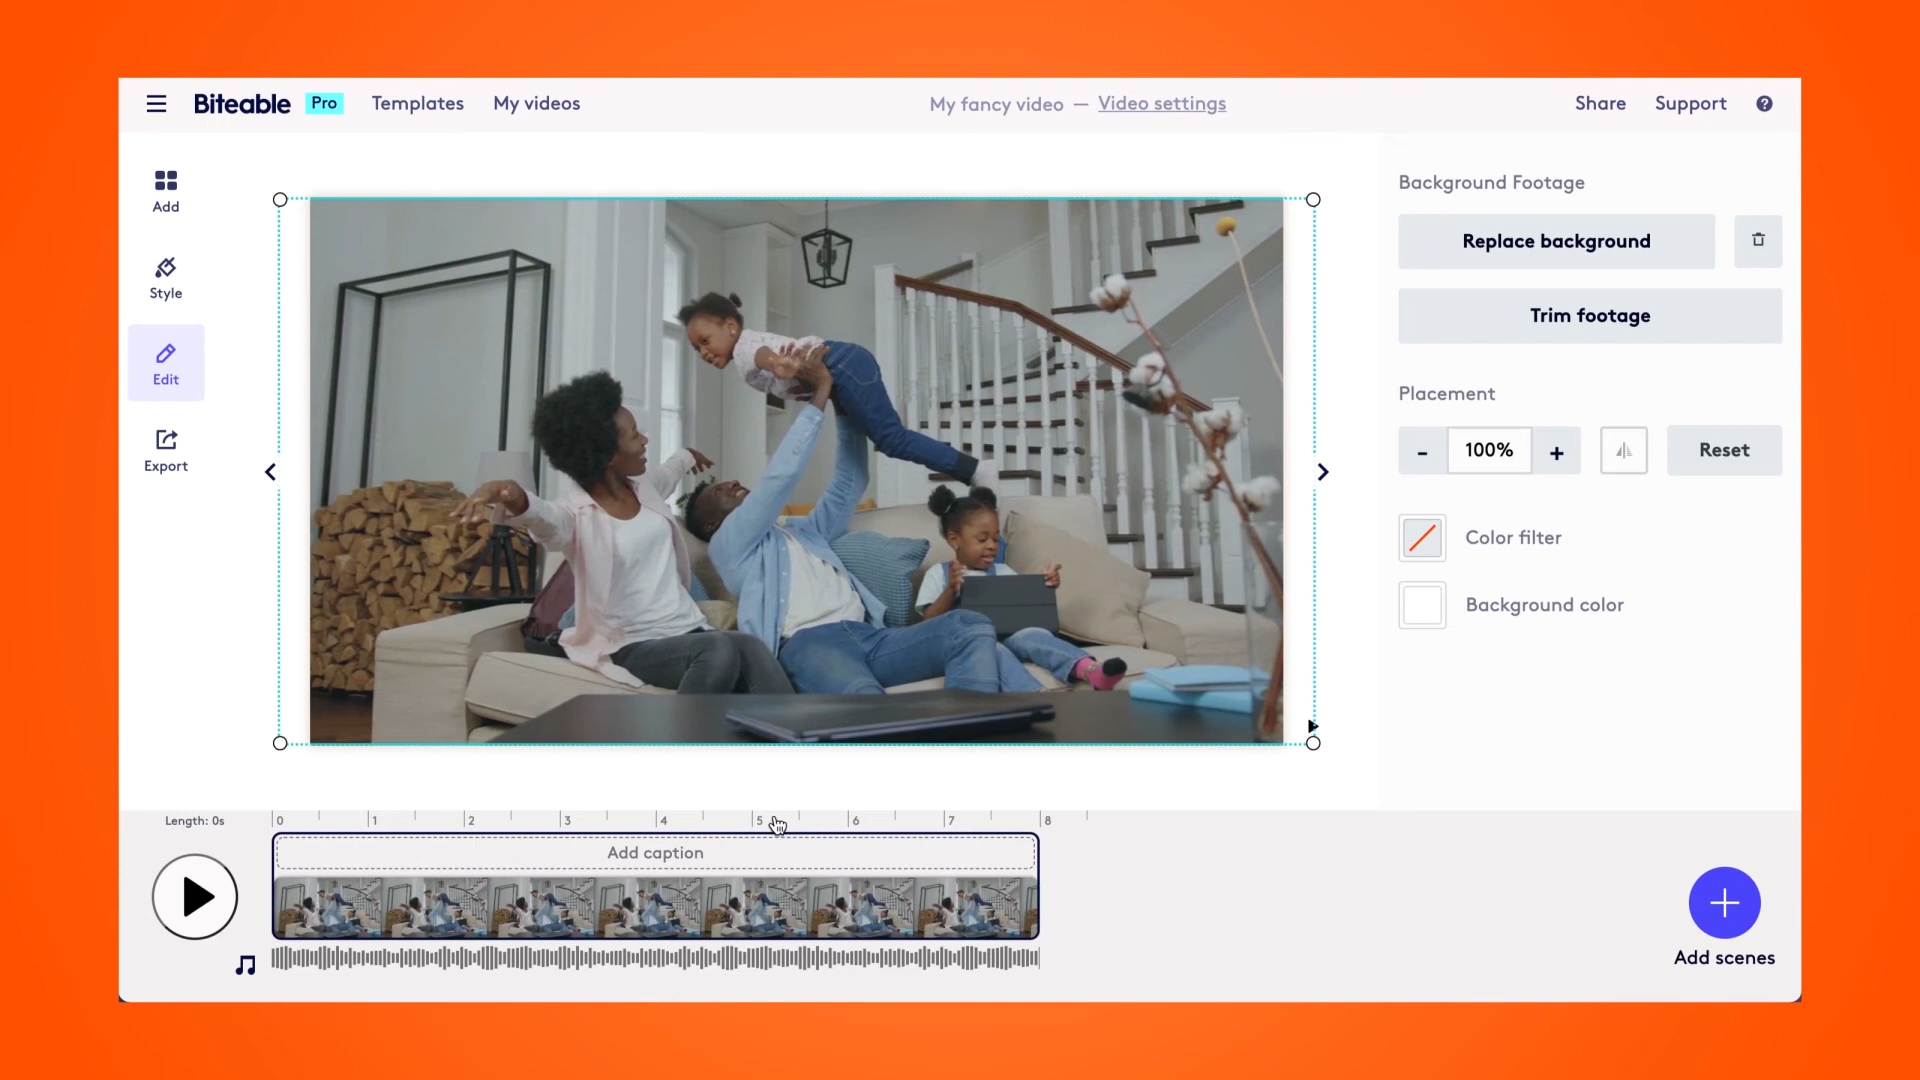 Biteable Pro Templates My videos My fancy video — Video settings Share Support ?
Add
Style
Edit
Export
Background Footage
Replace background
Trim footage
Placement
- 100% + Reset
Color filter
Background color
Length: 0s 0 1 2 3 4 5 6 7 8
Add caption
Add scenes